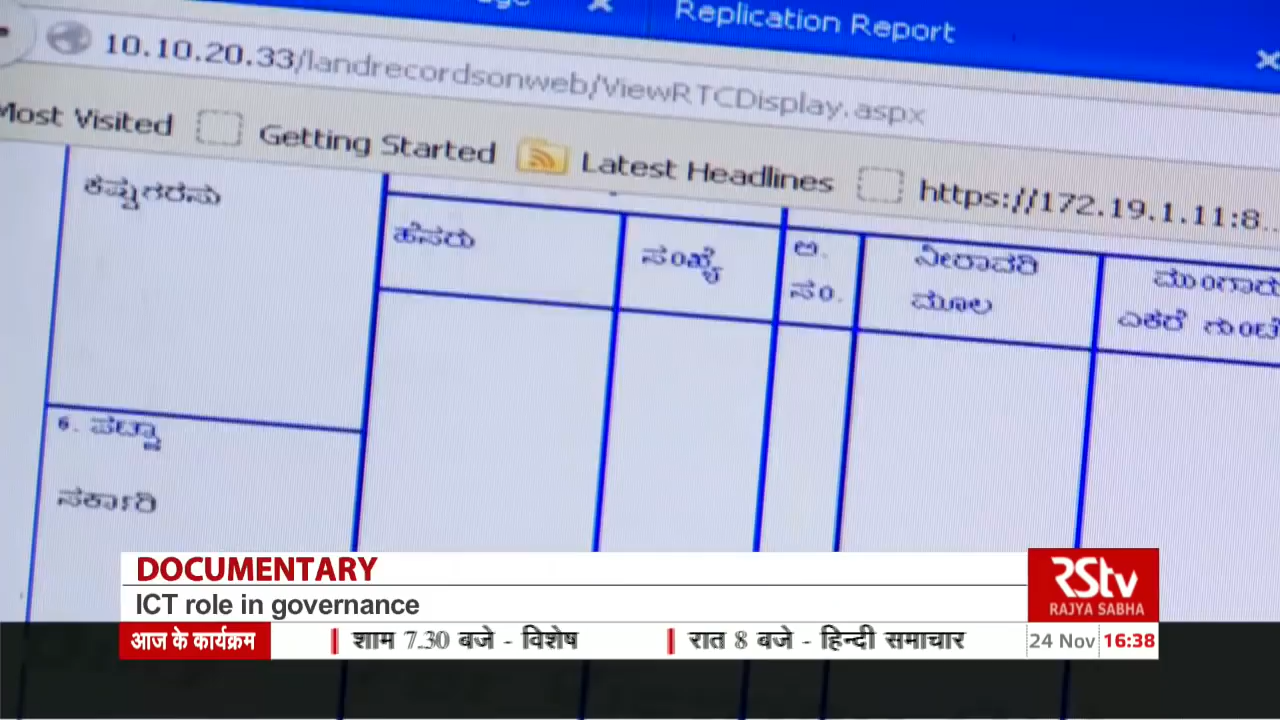 Replication Report
10.10.20.33/landrecordsonweb/ViewRTCDisplay.aspx
Most Visited Getting Started Latest Headlines https://172.19.1.11:8...
ಹೆಸರು ಸಂಖ್ಯೆ ಅ. ನೀರಾವರಿ
ಸಂ. ಮೂಲ ಎಕರೆ ಗುಂಟೆ
6. ಪಟ್ಟಾ
ಸರ್ಕಾರಿ
DOCUMENTARY
ICT role in governance
RStv
RAJYA SABHA
आज के कार्यक्रम शाम 7.30 बजे - विशेष रात 8 बजे - हिन्दी समाचार 24 Nov 16:38